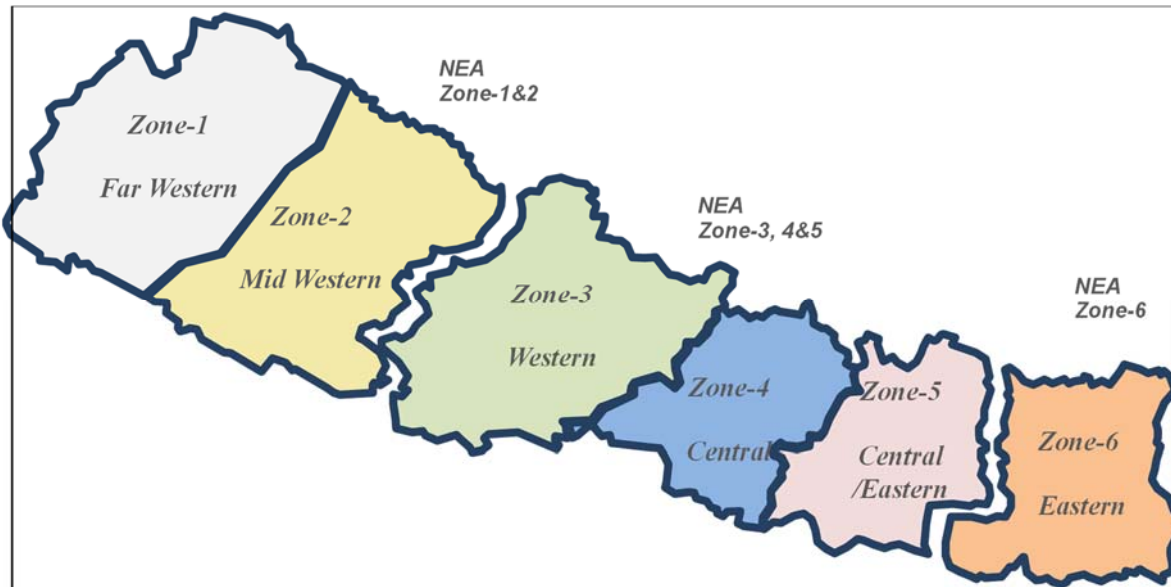 NEA
Zone-1&2
Zone-1
Far Western
Zone-2
Mid Western
NEA
Zone-3, 4&5
Zone-3
Western
NEA
Zone-6
Zone-4
Central
Zone-5
Central
/Eastern
Zone-6
Eastern